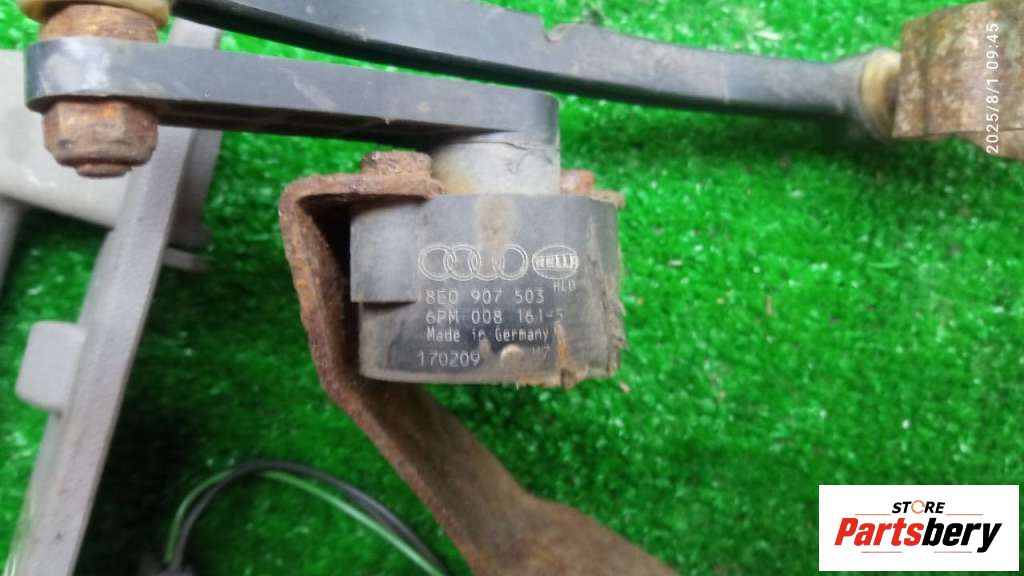 2025/8/1 09:45
HELLA
HLO
8E0 907 503
6PM 008 161-5
Made in Germany
170209
STORE
Partsbery